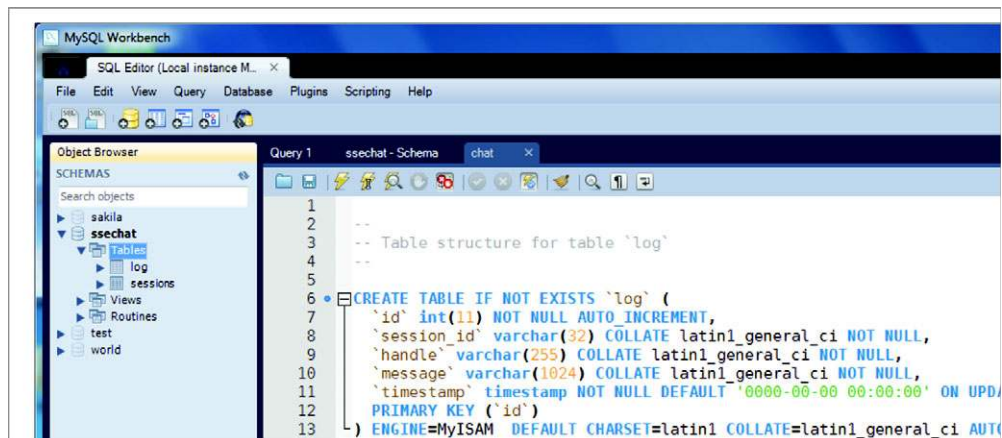 MySQL Workbench
SQL Editor (Local instance M... ×
File Edit View Query Database Plugins Scripting Help
Object Browser
Query 1 ssechat - Schema chat ×
SCHEMAS
Search objects
sakila
ssechat
Tables
log
sessions
Views
Routines
test
world
1
2 --
3 -- Table structure for table `log`
4 --
5
6 CREATE TABLE IF NOT EXISTS `log` (
7 `id` int(11) NOT NULL AUTO_INCREMENT,
8 `session_id` varchar(32) COLLATE latin1_general_ci NOT NULL,
9 `handle` varchar(255) COLLATE latin1_general_ci NOT NULL,
10 `message` varchar(1024) COLLATE latin1_general_ci NOT NULL,
11 `timestamp` timestamp NOT NULL DEFAULT '0000-00-00 00:00:00' ON UPDA
12 PRIMARY KEY (`id`)
13 ) ENGINE=MyISAM DEFAULT CHARSET=latin1 COLLATE=latin1_general_ci AUTO